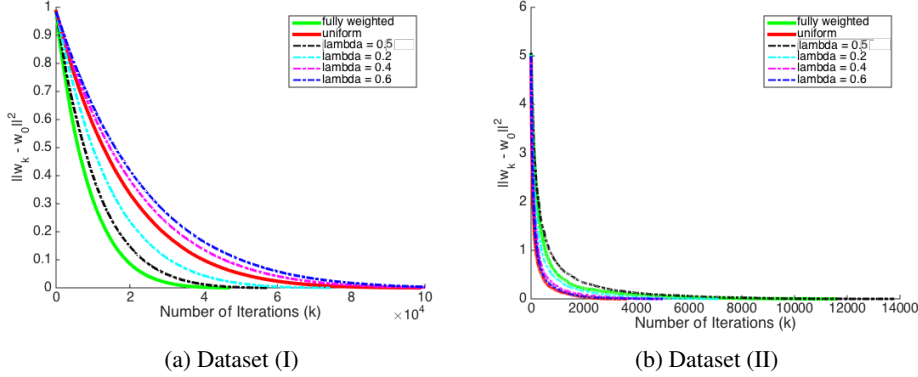 fully weighted
uniform
lambda = 0.5
lambda = 0.2
lambda = 0.4
lambda = 0.6
1
0.9
0.8
0.7
0.6
0.5
0.4
0.3
0.2
0.1
0
||w_k - w_0||^2
0 2 4 6 8 10
Number of Iterations (k) ×10^4
(a) Dataset (I)
fully weighted
uniform
lambda = 0.5
lambda = 0.2
lambda = 0.4
lambda = 0.6
6
5
4
3
2
1
0
||w_k - w_0||^2
0 2000 4000 6000 8000 10000 12000 14000
Number of Iterations (k)
(b) Dataset (II)